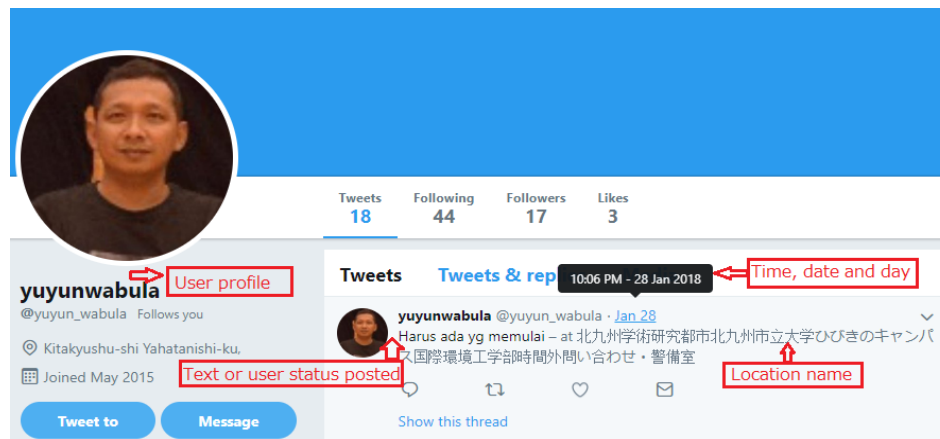 Tweets Following Followers Likes
18 44 17 3
User profile
yuyunwabula
@yuyun_wabula Follows you
Kitakyushu-shi Yahatanishi-ku,
Joined May 2015
Tweet to Message
Tweets Tweets & rep
10:06 PM - 28 Jan 2018
Time, date and day
yuyunwabula @yuyun_wabula · Jan 28
Harus ada yg memulai – at 北九州学術研究都市北九州市立大学ひびきのキャンパ
ス国際環境工学部時間外問い合わせ・警備室
Text or user status posted
Location name
Show this thread